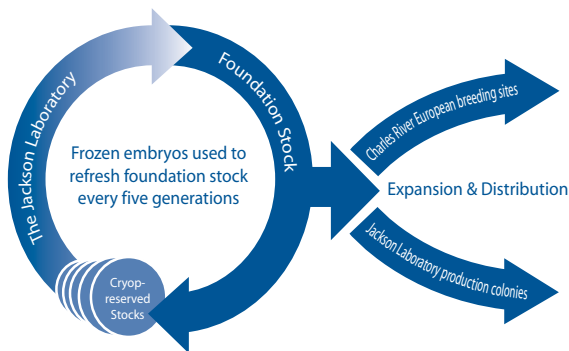 The Jackson Laboratory
Foundation Stock
Frozen embryos used to
refresh foundation stock
every five generations
Cryop-
reserved
Stocks
Charles River European breeding sites
Expansion & Distribution
Jackson Laboratory production colonies